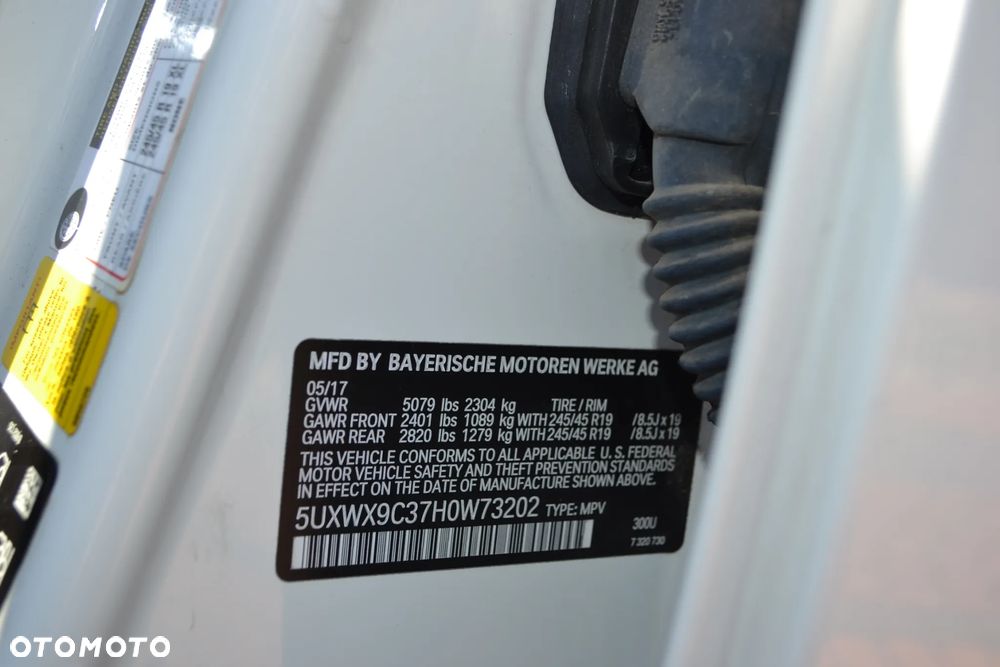 MFD BY BAYERISCHE MOTOREN WERKE AG
05/17
GVWR 5079 lbs 2304 kg TIRE / RIM
GAWR FRONT 2401 lbs 1089 kg WITH 245/45 R19 /8.5J x 19
GAWR REAR 2820 lbs 1279 kg WITH 245/45 R19 /8.5J x 19
THIS VEHICLE CONFORMS TO ALL APPLICABLE U.S. FEDERAL
MOTOR VEHICLE SAFETY AND THEFT PREVENTION STANDARDS
IN EFFECT ON THE DATE OF MANUFACTURE SHOWN ABOVE.
5UXWX9C37H0W73202 TYPE: MPV
300U
7 320 730
OTOMOTO